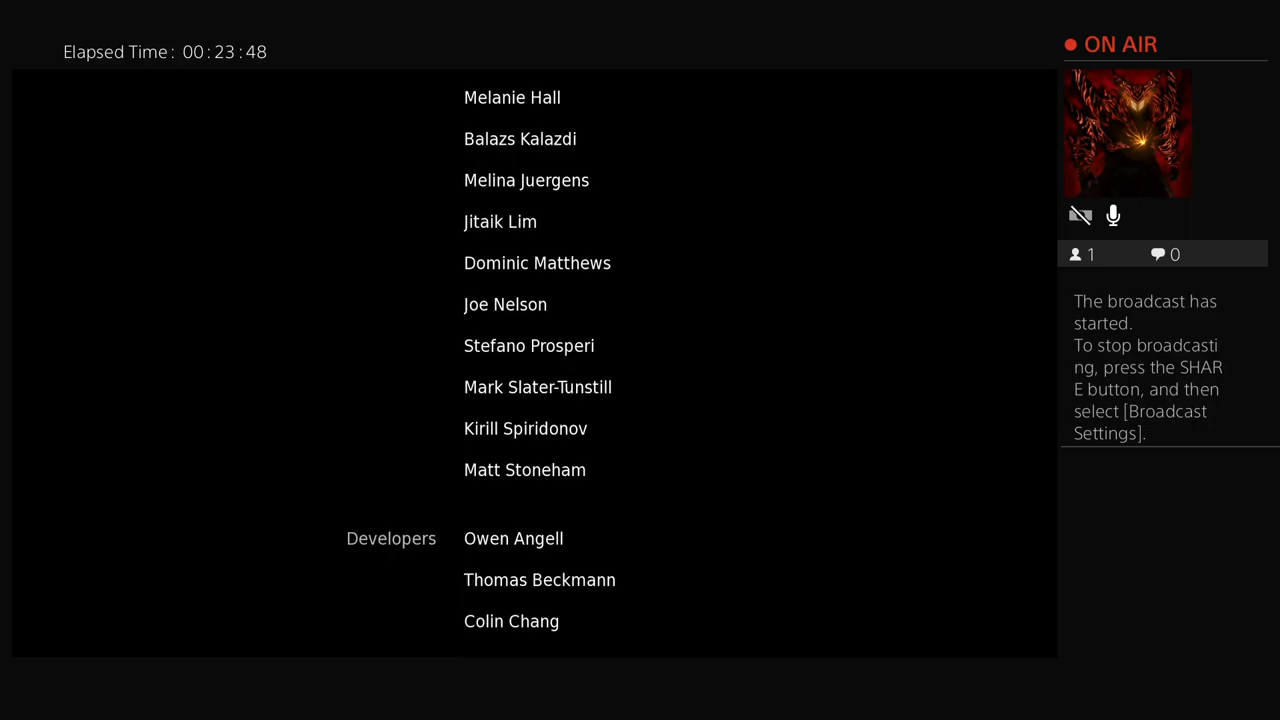 Elapsed Time: 00:23:48
ON AIR
Melanie Hall
Balazs Kalazdi
Melina Juergens
Jitaik Lim
Dominic Matthews
Joe Nelson
Stefano Prosperi
Mark Slater-Tunstill
Kirill Spiridonov
Matt Stoneham
Developers Owen Angell
Thomas Beckmann
Colin Chang
1 0
The broadcast has
started.
To stop broadcasti
ng, press the SHAR
E button, and then
select [Broadcast
Settings].